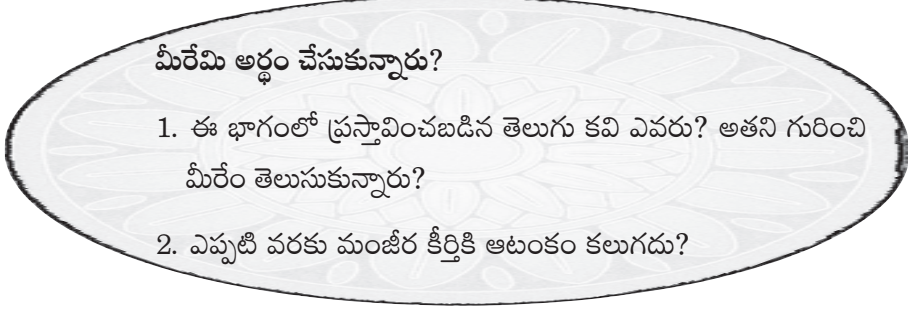 మీరేమి అర్థం చేసుకున్నారు?
1. ఈ భాగంలో ప్రస్తావించబడిన తెలుగు కవి ఎవరు? అతని గురించి
మీరేం తెలుసుకున్నారు?
2. ఎప్పటి వరకు మంజీర కీర్తికి ఆటంకం కలుగదు?